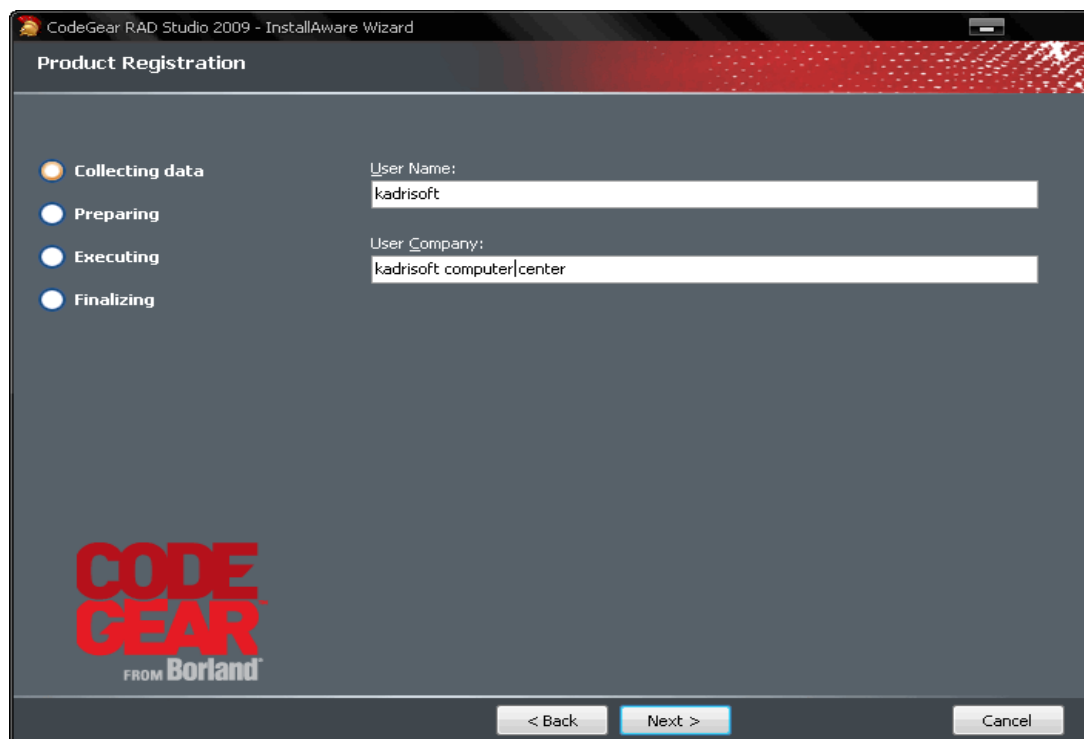 CodeGear RAD Studio 2009 - InstallAware Wizard
Product Registration
Collecting data
Preparing
Executing
Finalizing
User Name:
kadrisoft
User Company:
kadrisoft computer center
CODE
GEAR™
FROM Borland®
< Back
Next >
Cancel